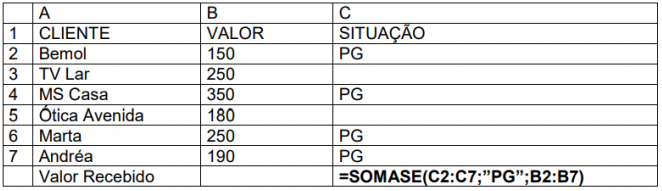 A B C
1 CLIENTE VALOR SITUAÇÃO
2 Bemol 150 PG
3 TV Lar 250
4 MS Casa 350 PG
5 Ótica Avenida 180
6 Marta 250 PG
7 Andréa 190 PG
Valor Recebido =SOMASE(C2:C7;”PG”;B2:B7)